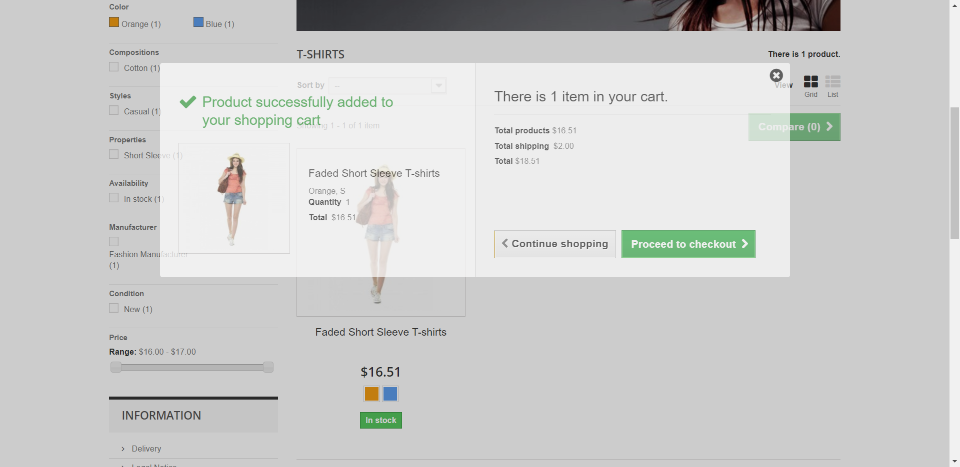 Color
Orange (1)
Blue (1)
Compositions
Cotton (1)
Styles
Casual (1)
Properties
Short Sleeve (1)
Availability
In stock (1)
Manufacturer
Fashion Manufacturer
(1)
Condition
New (1)
Price
Range: $16.00 - $17.00
INFORMATION
Delivery
Legal Notice
T-SHIRTS
There is 1 product.
Sort by --
View
Grid
List
Showing 1 - 1 of 1 item
Compare (0)
Product successfully added to
your shopping cart
Faded Short Sleeve T-shirts
Orange, S
Quantity 1
Total $16.51
There is 1 item in your cart.
Total products $16.51
Total shipping $2.00
Total $18.51
Continue shopping
Proceed to checkout
Faded Short Sleeve T-shirts
$16.51
In stock